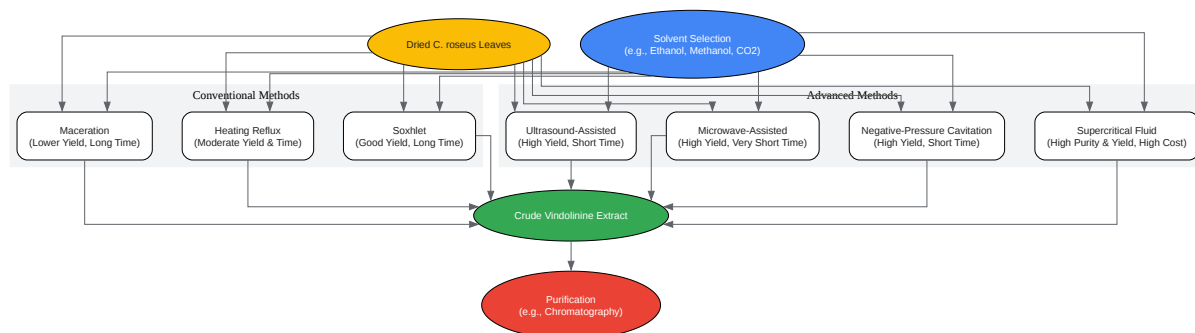 Dried C. roseus Leaves
Solvent Selection
(e.g., Ethanol, Methanol, CO2)
Conventional Methods
Advanced Methods
Maceration
(Lower Yield, Long Time)
Heating Reflux
(Moderate Yield & Time)
Soxhlet
(Good Yield, Long Time)
Ultrasound-Assisted
(High Yield, Short Time)
Microwave-Assisted
(High Yield, Very Short Time)
Negative-Pressure Cavitation
(High Yield, Short Time)
Supercritical Fluid
(High Purity & Yield, High Cost)
Crude Vindolinine Extract
Purification
(e.g., Chromatography)